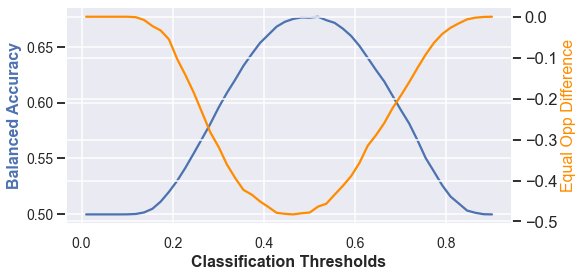 Balanced Accuracy
0.65
0.60
0.55
0.50
0.0
−0.1
−0.2
−0.3
−0.4
−0.5
Equal Opp Difference
0.0 0.2 0.4 0.6 0.8
Classification Thresholds